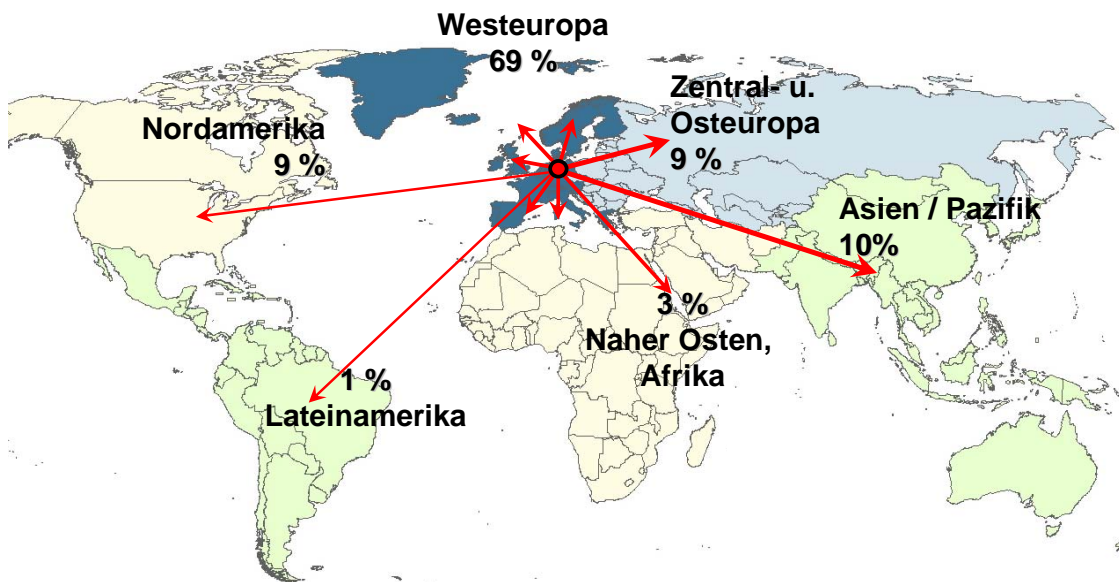 Westeuropa
69 %
Zentral- u.
Osteuropa
9 %
Nordamerika
9 %
Asien / Pazifik
10%
3 %
Naher Osten,
Afrika
1 %
Lateinamerika